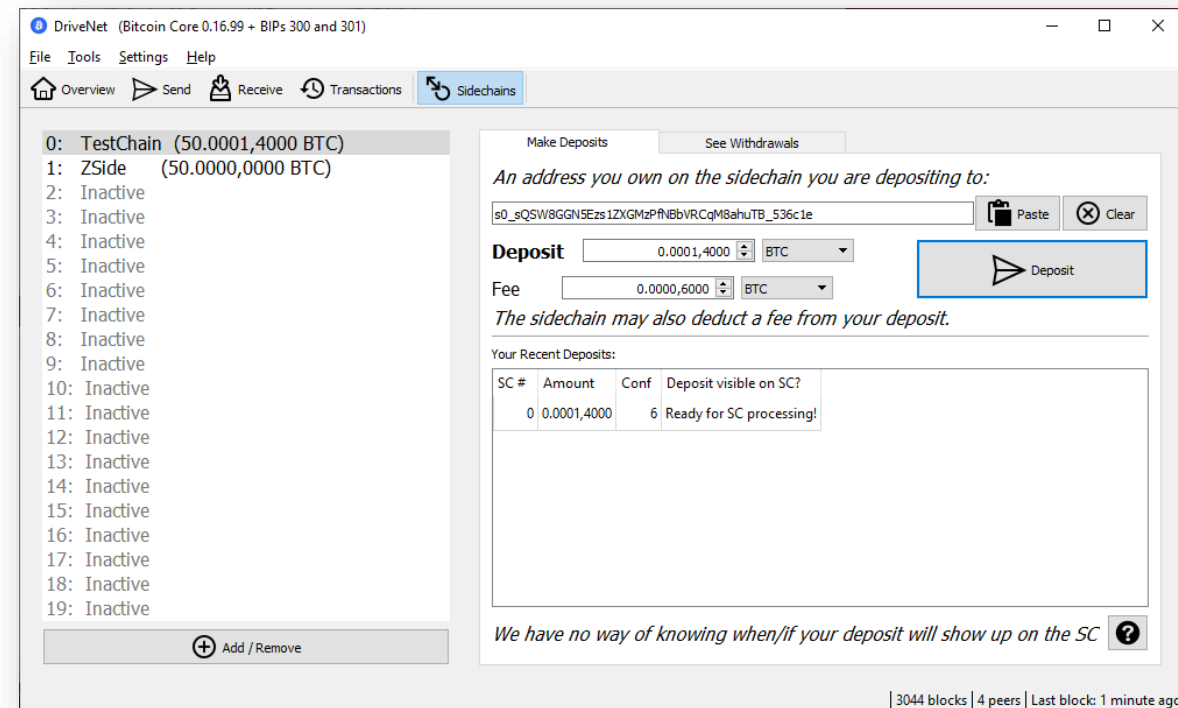 DriveNet (Bitcoin Core 0.16.99 + BIPs 300 and 301)
File Tools Settings Help
Overview Send Receive Transactions Sidechains
0: TestChain (50.0001,4000 BTC)
1: ZSide (50.0000,0000 BTC)
2: Inactive
3: Inactive
4: Inactive
5: Inactive
6: Inactive
7: Inactive
8: Inactive
9: Inactive
10: Inactive
11: Inactive
12: Inactive
13: Inactive
14: Inactive
15: Inactive
16: Inactive
17: Inactive
18: Inactive
19: Inactive
Add / Remove
Make Deposits See Withdrawals
An address you own on the sidechain you are depositing to:
s0_sQSW8GGN5Ezs1ZXGMzPfNBbVRCqM8ahuTB_536c1e Paste Clear
Deposit 0.0001,4000 BTC Deposit
Fee 0.0000,6000 BTC
The sidechain may also deduct a fee from your deposit.
Your Recent Deposits:
SC # Amount Conf Deposit visible on SC?
0 0.0001,4000 6 Ready for SC processing!
We have no way of knowing when/if your deposit will show up on the SC ?
3044 blocks 4 peers Last block: 1 minute ago